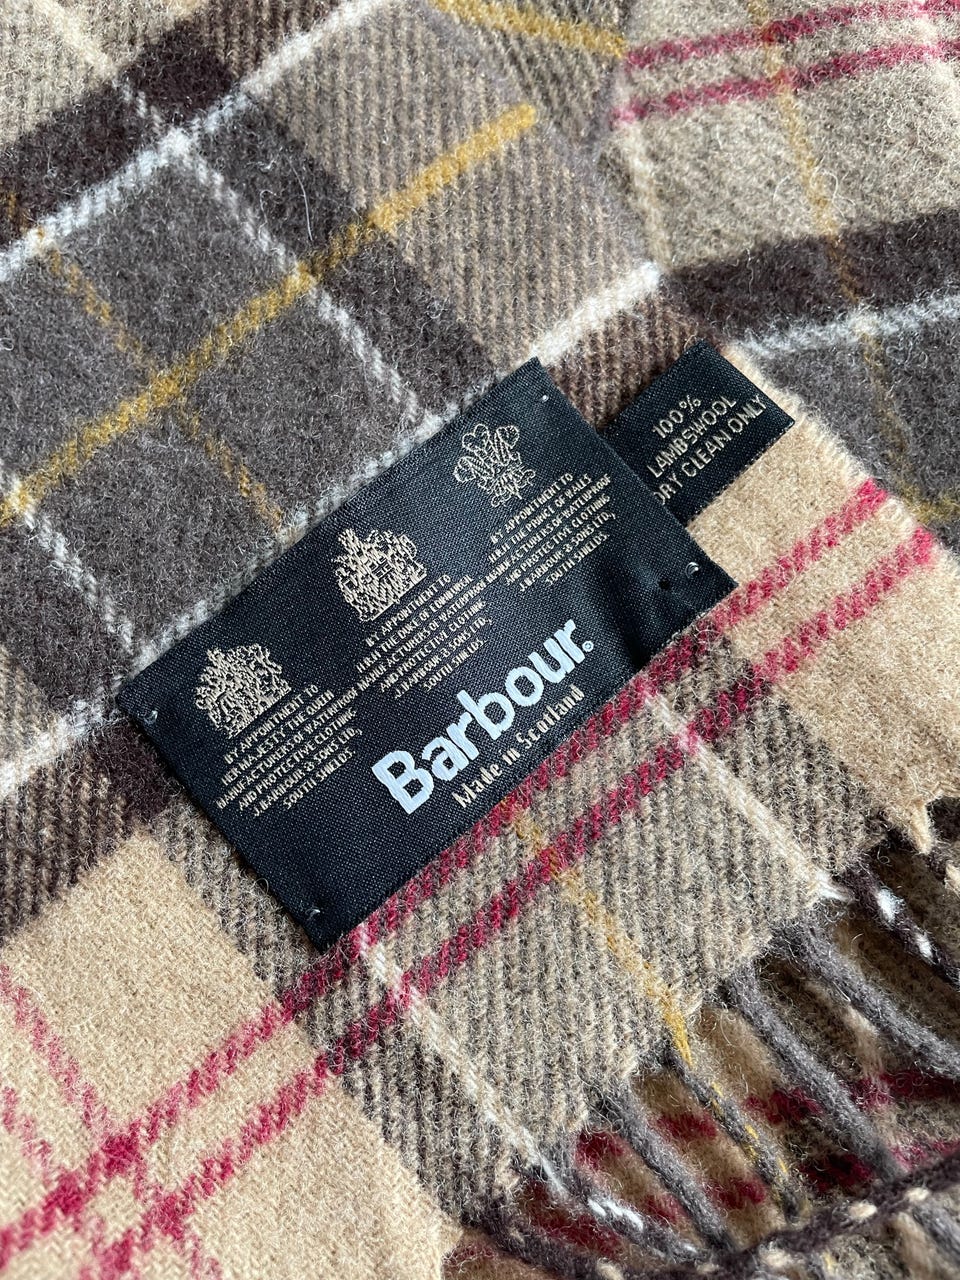 BY APPOINTMENT TO
HER MAJESTY THE QUEEN
MANUFACTURERS OF WATERPROOF
AND PROTECTIVE CLOTHING
J.BARBOUR & SONS LTD,
SOUTH SHIELDS.
BY APPOINTMENT TO
H.R.H THE DUKE OF EDINBURGH
MANUFACTURERS OF WATERPROOF
AND PROTECTIVE CLOTHING
J.BARBOUR & SONS LTD,
SOUTH SHIELDS.
BY APPOINTMENT TO
H.R.H THE PRINCE OF WALES
MANUFACTURERS OF WATERPROOF
AND PROTECTIVE CLOTHING
J.BARBOUR & SONS LTD,
SOUTH SHIELDS.
Barbour®
Made in Scotland
100%
LAMBSWOOL
DRY CLEAN ONLY